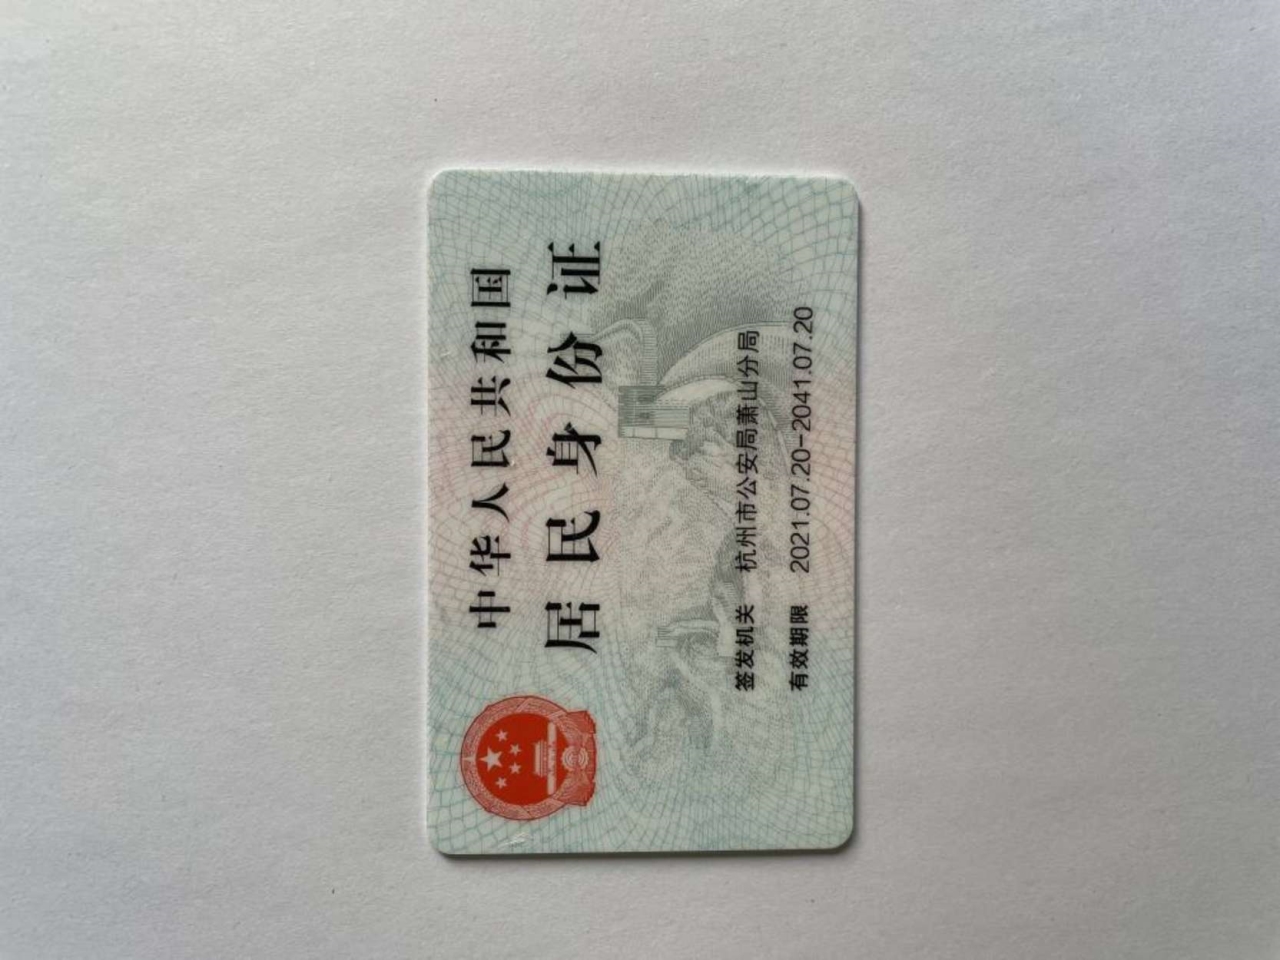 中华人民共和国
居民身份证
签发机关 杭州市公安局萧山分局
有效期限 2021.07.20-2041.07.20